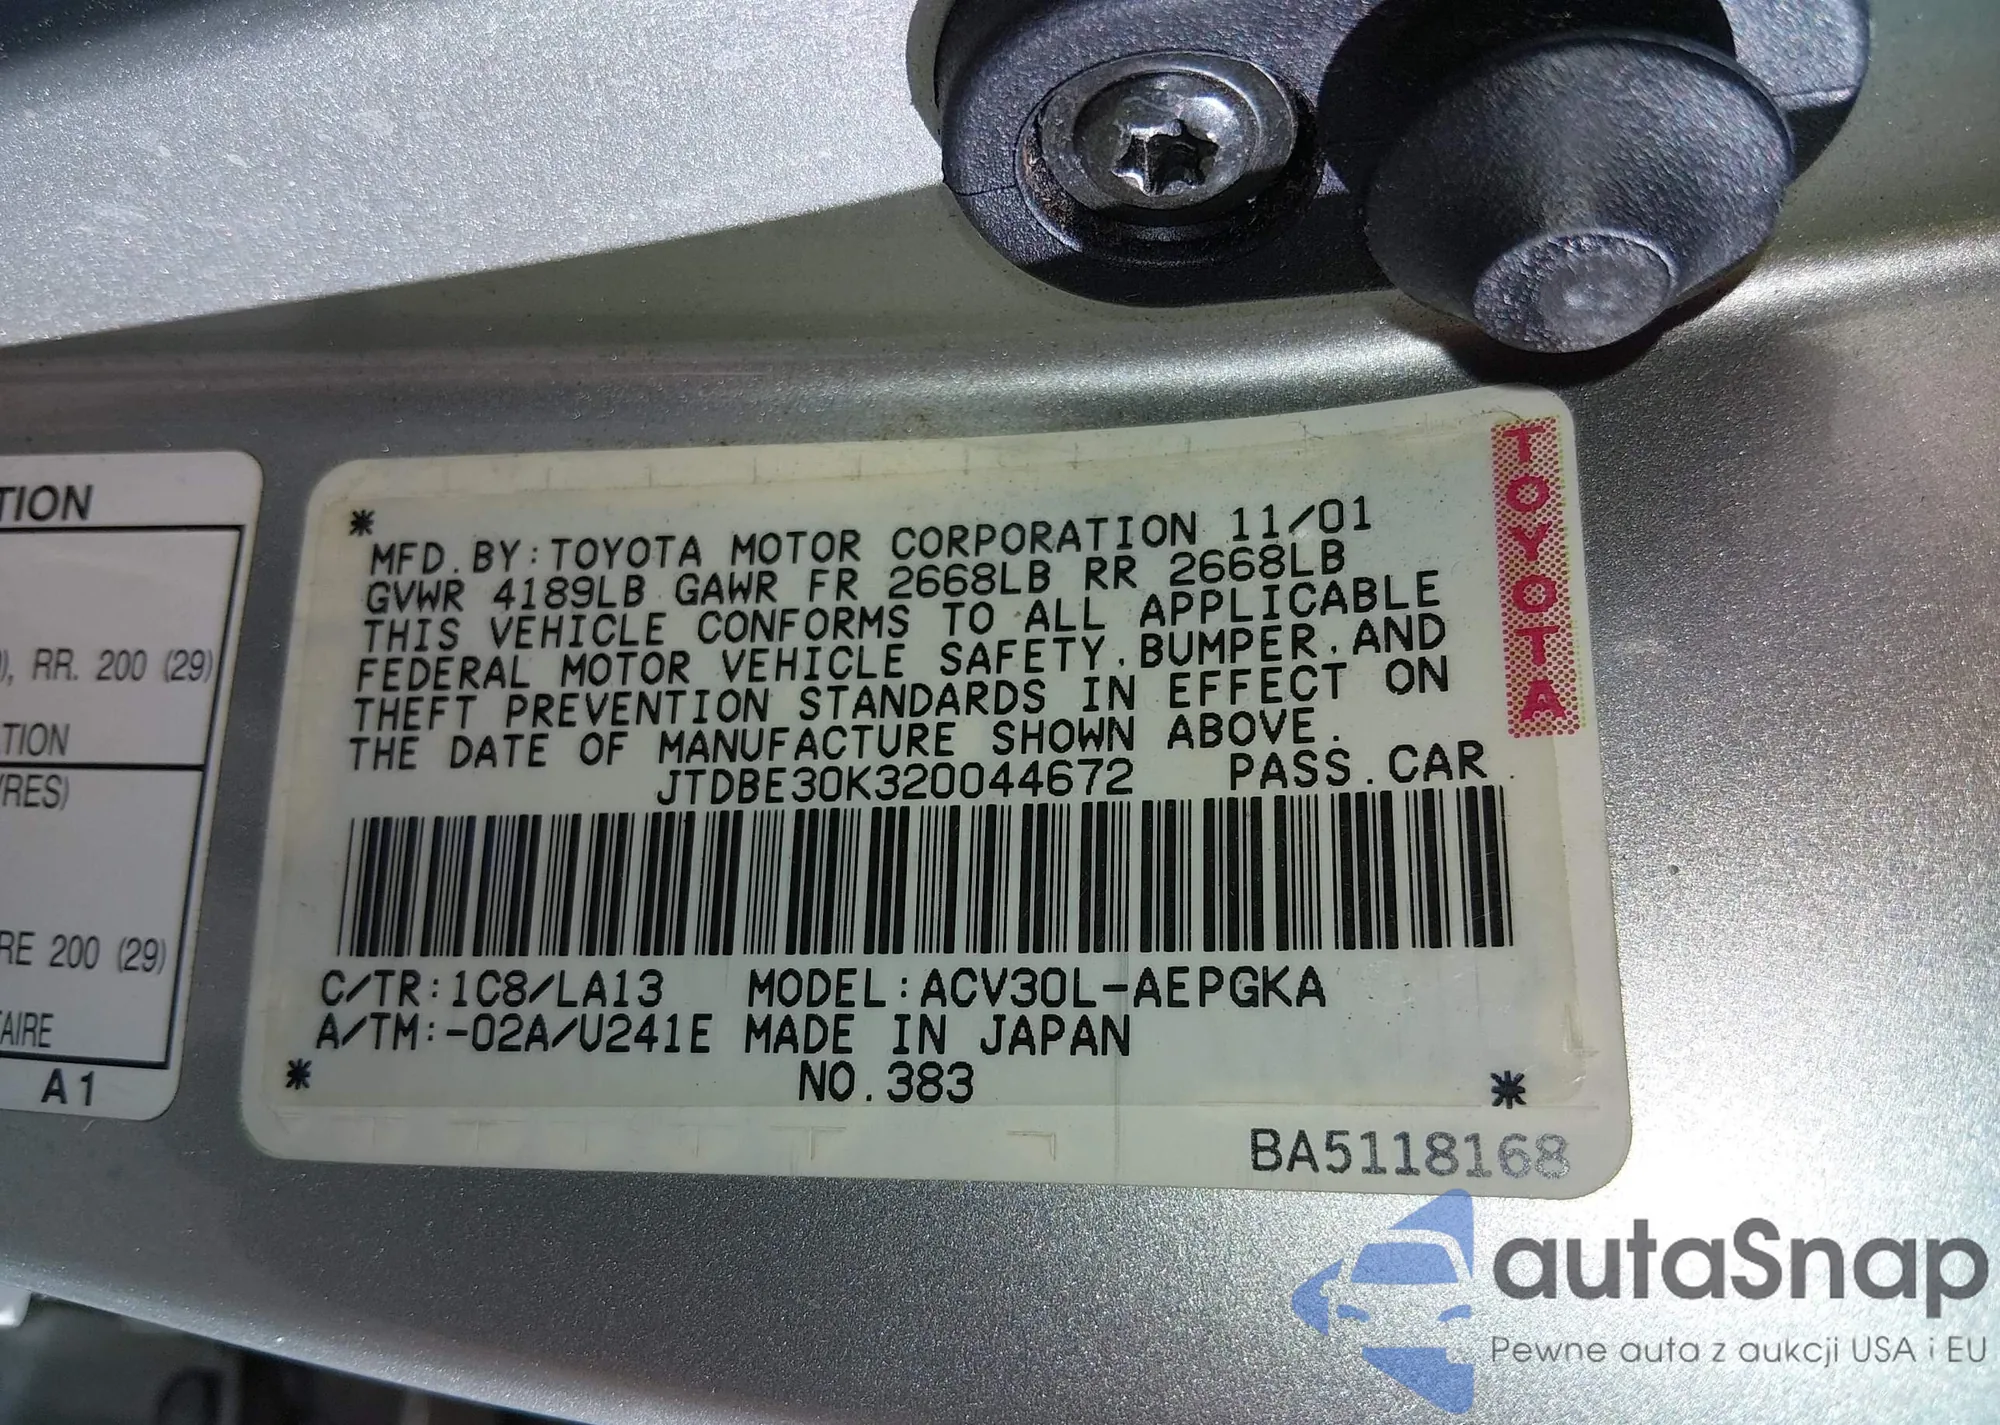 TION
), RR. 200 (29)
TION
RES)
RE 200 (29)
AIRE
A1
TOYOTA
*
MFD.BY:TOYOTA MOTOR CORPORATION 11/01
GVWR 4189LB GAWR FR 2668LB RR 2668LB
THIS VEHICLE CONFORMS TO ALL APPLICABLE
FEDERAL MOTOR VEHICLE SAFETY.BUMPER.AND
THEFT PREVENTION STANDARDS IN EFFECT ON
THE DATE OF MANUFACTURE SHOWN ABOVE.
JTDBE30K320044672 PASS.CAR
C/TR:1C8/LA13 MODEL:ACV30L-AEPGKA
A/TM:-02A/U241E MADE IN JAPAN
* NO.383 *
BA5118168
autaSnap
Pewne auta z aukcji USA i EU